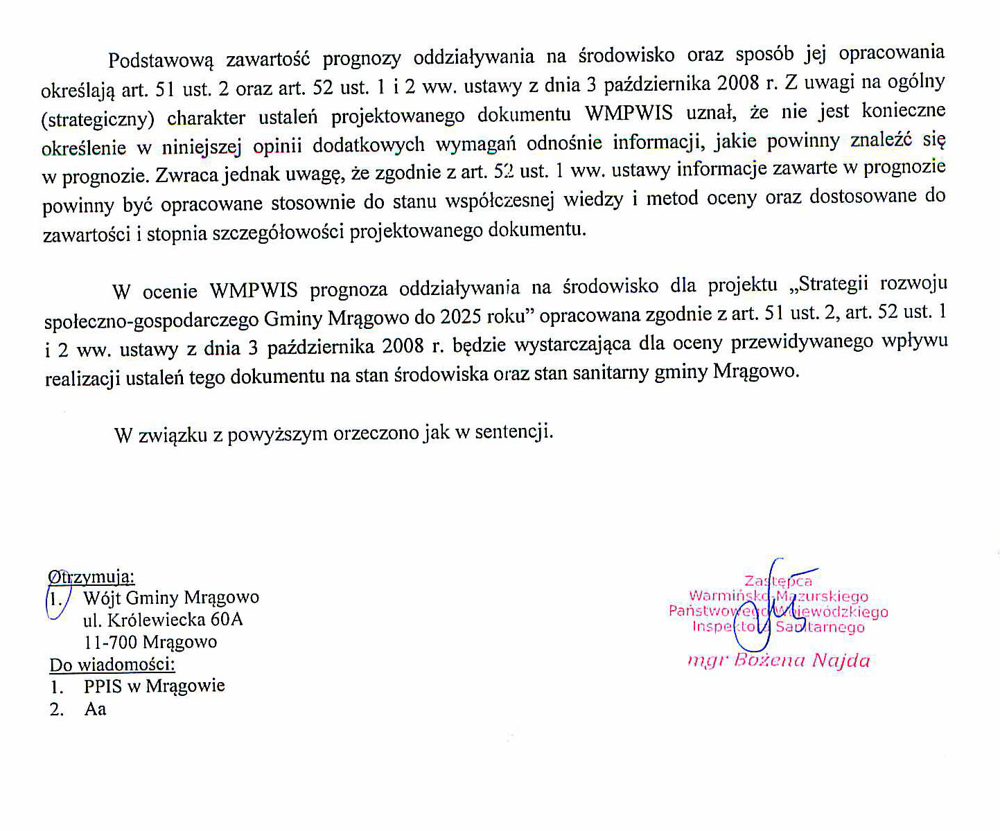 Podstawową zawartość prognozy oddziaływania na środowisko oraz sposób jej opracowania
określają art. 51 ust. 2 oraz art. 52 ust. 1 i 2 ww. ustawy z dnia 3 października 2008 r. Z uwagi na ogólny
(strategiczny) charakter ustaleń projektowanego dokumentu WMPWIS uznał, że nie jest konieczne
określenie w niniejszej opinii dodatkowych wymagań odnośnie informacji, jakie powinny znaleźć się
w prognozie. Zwraca jednak uwagę, że zgodnie z art. 52 ust. 1 ww. ustawy informacje zawarte w prognozie
powinny być opracowane stosownie do stanu współczesnej wiedzy i metod oceny oraz dostosowane do
zawartości i stopnia szczegółowości projektowanego dokumentu.
W ocenie WMPWIS prognoza oddziaływania na środowisko dla projektu „Strategii rozwoju
społeczno-gospodarczego Gminy Mrągowo do 2025 roku” opracowana zgodnie z art. 51 ust. 2, art. 52 ust. 1
i 2 ww. ustawy z dnia 3 października 2008 r. będzie wystarczająca dla oceny przewidywanego wpływu
realizacji ustaleń tego dokumentu na stan środowiska oraz stan sanitarny gminy Mrągowo.
W związku z powyższym orzeczono jak w sentencji.
Otrzymują:
1. Wójt Gminy Mrągowo
ul. Królewiecka 60A
11-700 Mrągowo
Do wiadomości:
1. PPIS w Mrągowie
2. Aa
Zastępca
Warmińsko-Mazurskiego
Państwowego Wojewódzkiego
Inspektora Sanitarnego
mgr Bożena Najda